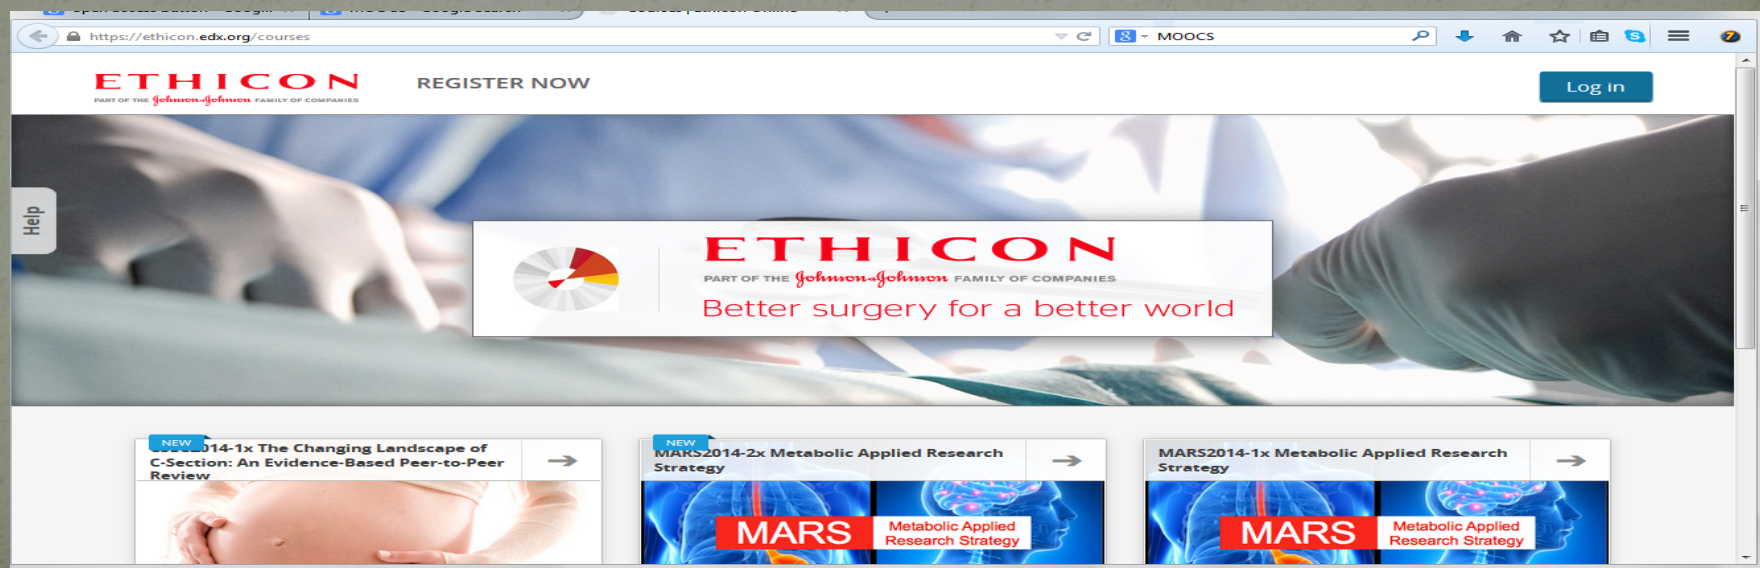 https://ethicon.edx.org/courses
8
MOOCS
ETHICON
PART OF THE Johnson & Johnson FAMILY OF COMPANIES
REGISTER NOW
Log in
Help
ETHICON
PART OF THE Johnson & Johnson FAMILY OF COMPANIES
Better surgery for a better world
NEW
14-1x The Changing Landscape of
C-Section: An Evidence-Based Peer-to-Peer
Review
NEW
MARS2014-2x Metabolic Applied Research
Strategy
MARS2014-1x Metabolic Applied Research
Strategy
MARS
Metabolic Applied
Research Strategy
MARS
Metabolic Applied
Research Strategy